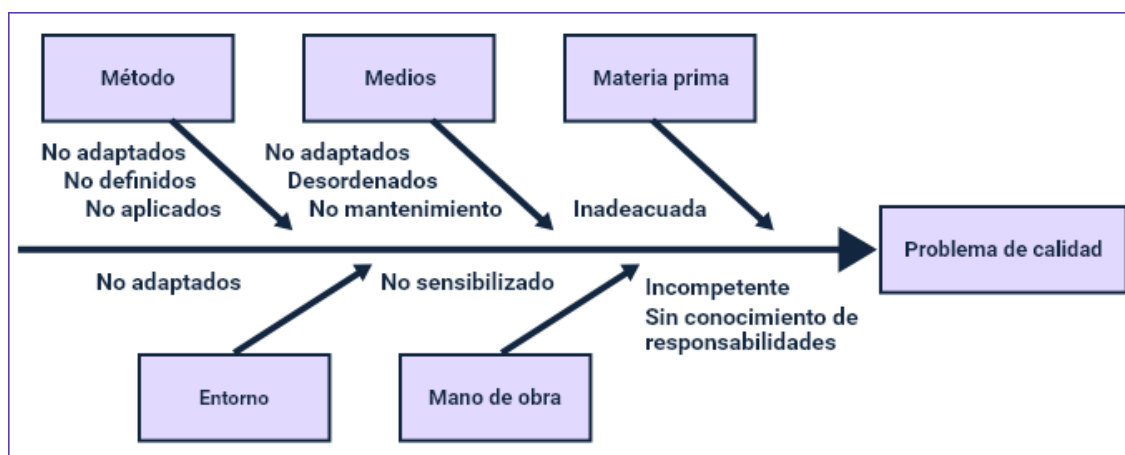 Método
Medios
Materia prima
No adaptados
No definidos
No aplicados
No adaptados
Desordenados
No mantenimiento
Inadeacuada
Problema de calidad
No adaptados
No sensibilizado
Incompetente
Sin conocimiento de
responsabilidades
Entorno
Mano de obra